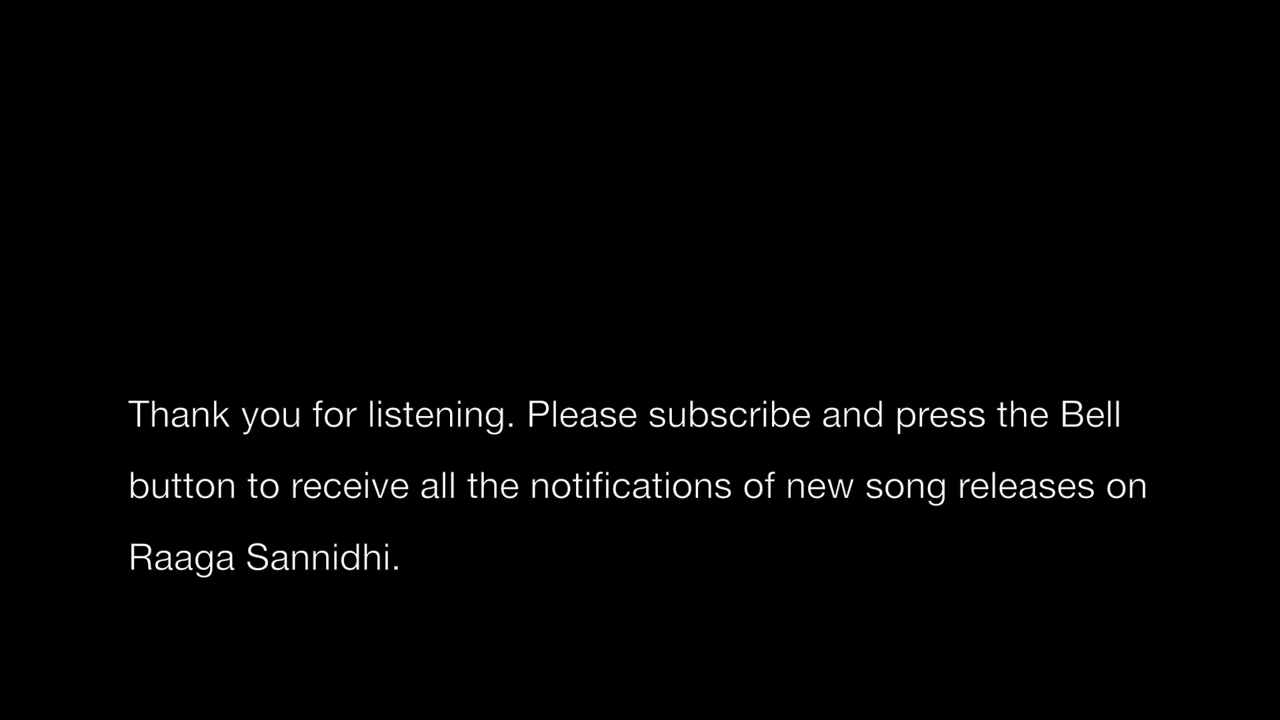 Thank you for listening. Please subscribe and press the Bell
button to receive all the notifications of new song releases on
Raaga Sannidhi.